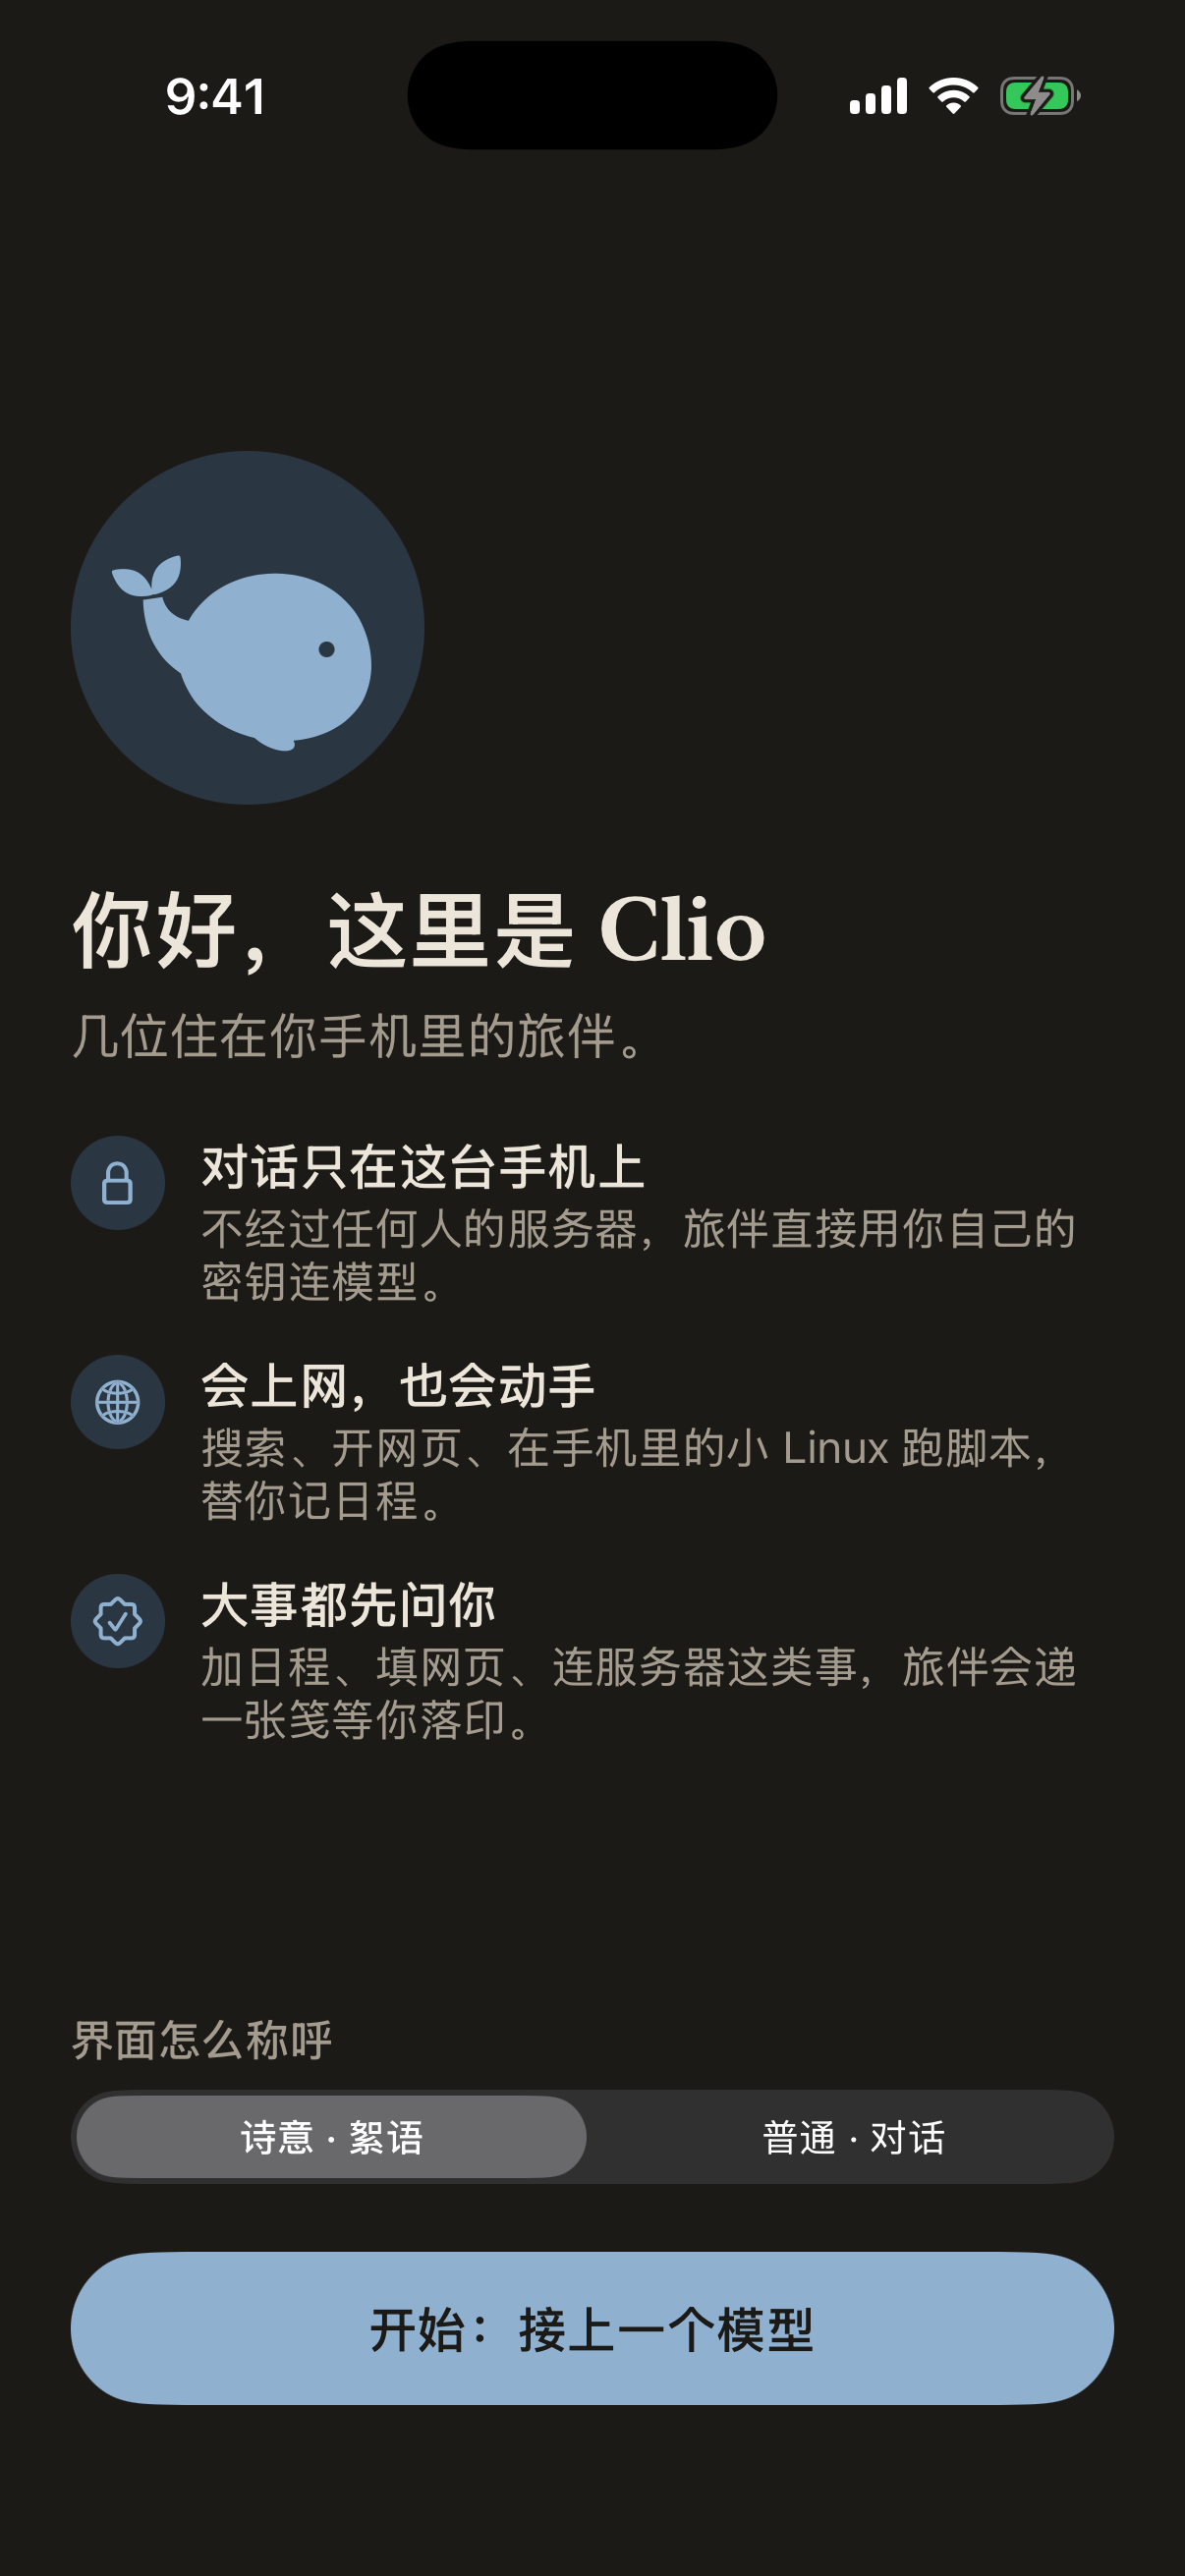 9:41
你好，这里是 Clio
几位住在你手机里的旅伴。
对话只在这台手机上
不经过任何人的服务器，旅伴直接用你自己的
密钥连模型。
会上网，也会动手
搜索、开网页、在手机里的小 Linux 跑脚本，
替你记日程。
大事都先问你
加日程、填网页、连服务器这类事，旅伴会递
一张笺等你落印。
界面怎么称呼
诗意 · 絮语
普通 · 对话
开始：接上一个模型